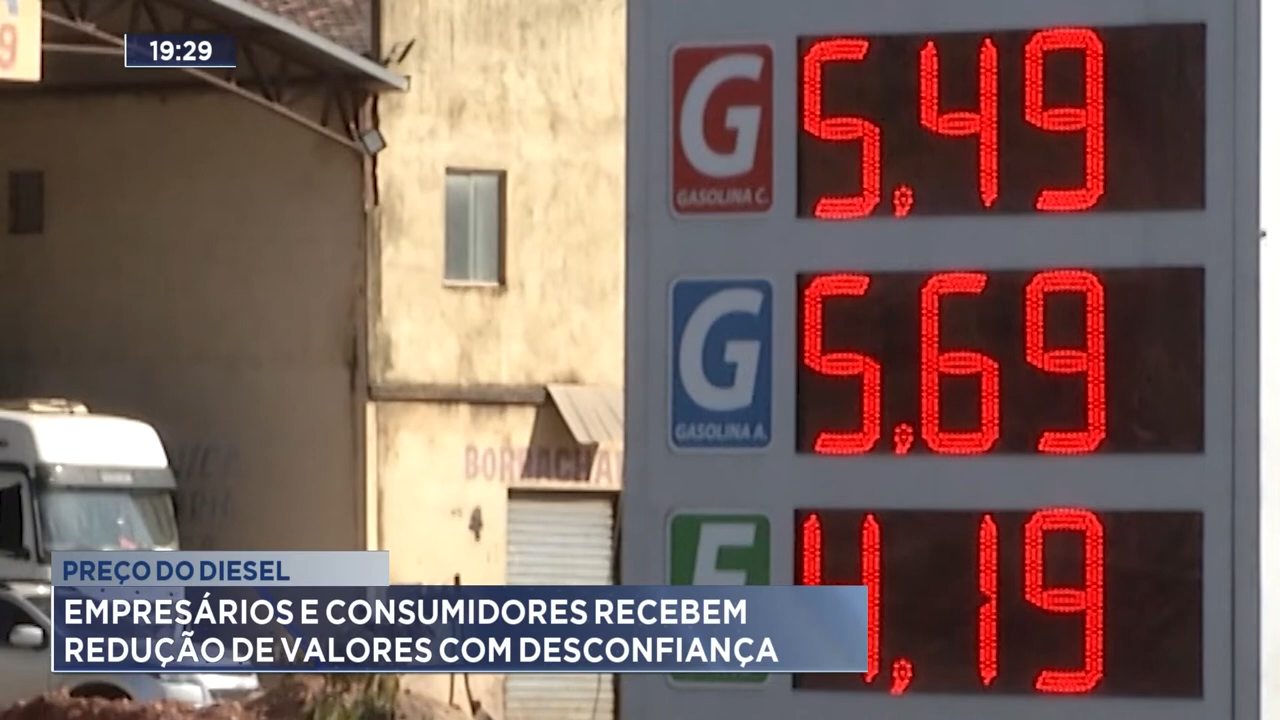 19:29
9
G
GASOLINA C.
5,49
G
GASOLINA A.
5,69
E
4,19
PREÇO DO DIESEL
EMPRESÁRIOS E CONSUMIDORES RECEBEM
REDUÇÃO DE VALORES COM DESCONFIANÇA